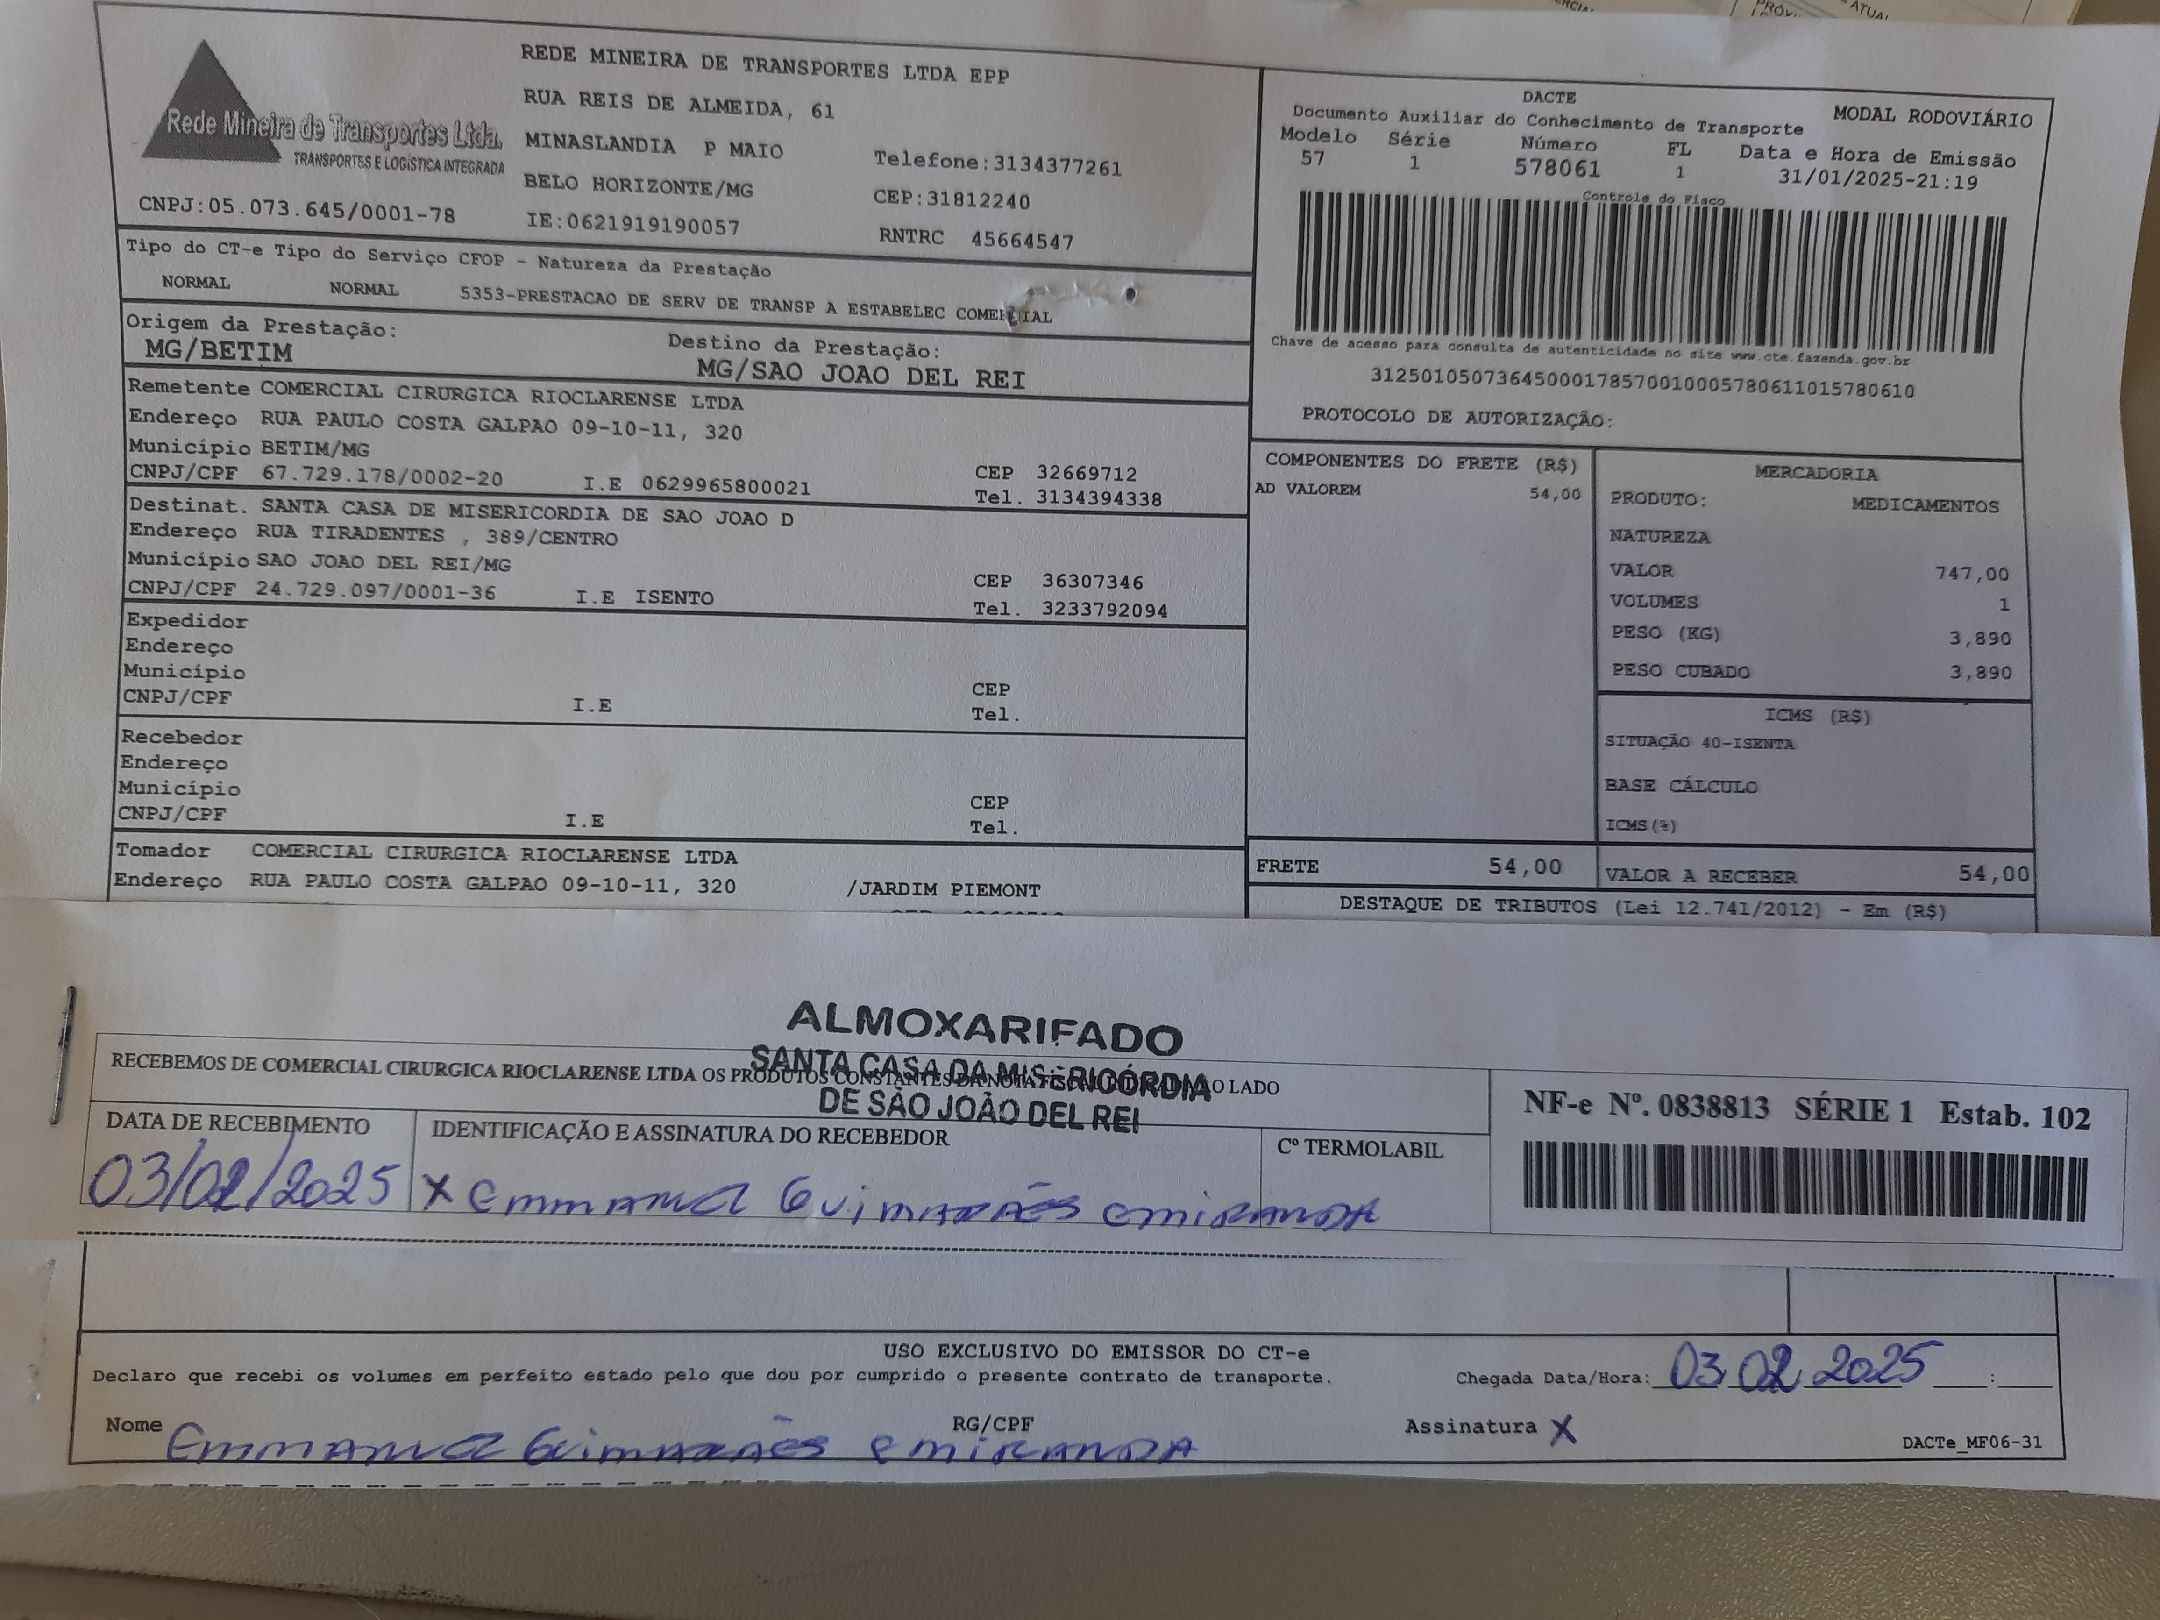 REDE MINEIRA DE TRANSPORTES LTDA EPP
RUA REIS DE ALMEIDA, 61
MINASLANDIA P MAIO
Telefone:3134377261
BELO HORIZONTE/MG
CEP:31812240
IE:0621919190057
RNTRC 45664547
Rede Mineira de Transportes Ltda.
TRANSPORTES E LOGÍSTICA INTEGRADA
CNPJ:05.073.645/0001-78
DACTE
MODAL RODOVIÁRIO
Documento Auxiliar do Conhecimento de Transporte
Modelo Série Número FL Data e Hora de Emissão
57 1 578061 1 31/01/2025-21:19
Controle do Fisco
Chave de acesso para consulta de autenticidade no site www.cte.fazenda.gov.br
31250105073645000178570010005780611015780610
PROTOCOLO DE AUTORIZAÇÃO:
Tipo do CT-e Tipo do Serviço CFOP - Natureza da Prestação
NORMAL NORMAL 5353-PRESTACAO DE SERV DE TRANSP A ESTABELEC COMERCIAL
Origem da Prestação: Destino da Prestação:
MG/BETIM MG/SAO JOAO DEL REI
Remetente COMERCIAL CIRURGICA RIOCLARENSE LTDA
Endereço RUA PAULO COSTA GALPAO 09-10-11, 320
Município BETIM/MG CEP 32669712
CNPJ/CPF 67.729.178/0002-20 I.E 0629965800021 Tel. 3134394338
Destinat. SANTA CASA DE MISERICORDIA DE SAO JOAO D
Endereço RUA TIRADENTES , 389/CENTRO
Município SAO JOAO DEL REI/MG CEP 36307346
CNPJ/CPF 24.729.097/0001-36 I.E ISENTO Tel. 3233792094
Expedidor
Endereço
Município CEP
CNPJ/CPF I.E Tel.
Recebedor
Endereço
Município CEP
CNPJ/CPF I.E Tel.
Tomador COMERCIAL CIRURGICA RIOCLARENSE LTDA
Endereço RUA PAULO COSTA GALPAO 09-10-11, 320 /JARDIM PIEMONT
COMPONENTES DO FRETE (R$)
AD VALOREM 54,00
FRETE 54,00
MERCADORIA
PRODUTO: MEDICAMENTOS
NATUREZA
VALOR 747,00
VOLUMES 1
PESO (KG) 3,890
PESO CUBADO 3,890
ICMS (R$)
SITUAÇÃO 40-ISENTA
BASE CÁLCULO
ICMS(%)
VALOR A RECEBER 54,00
DESTAQUE DE TRIBUTOS (Lei 12.741/2012) - Em (R$)
ALMOXARIFADO
SANTA CASA DA MISERICÓRDIA
DE SÃO JOÃO DEL REI
RECEBEMOS DE COMERCIAL CIRURGICA RIOCLARENSE LTDA OS PRODUTOS CONSTANTES DA NOTA AO LADO
DATA DE RECEBIMENTO IDENTIFICAÇÃO E ASSINATURA DO RECEBEDOR Cº TERMOLABIL
03/02/2025 X Emmanuel Guimarães e miranda
NF-e Nº. 0838813 SÉRIE 1 Estab. 102
USO EXCLUSIVO DO EMISSOR DO CT-e
Declaro que recebi os volumes em perfeito estado pelo que dou por cumprido o presente contrato de transporte.
Chegada Data/Hora: 03 02 2025 :
Nome Emmanuel Guimarães e miranda RG/CPF Assinatura X
DACTe_MF06-31